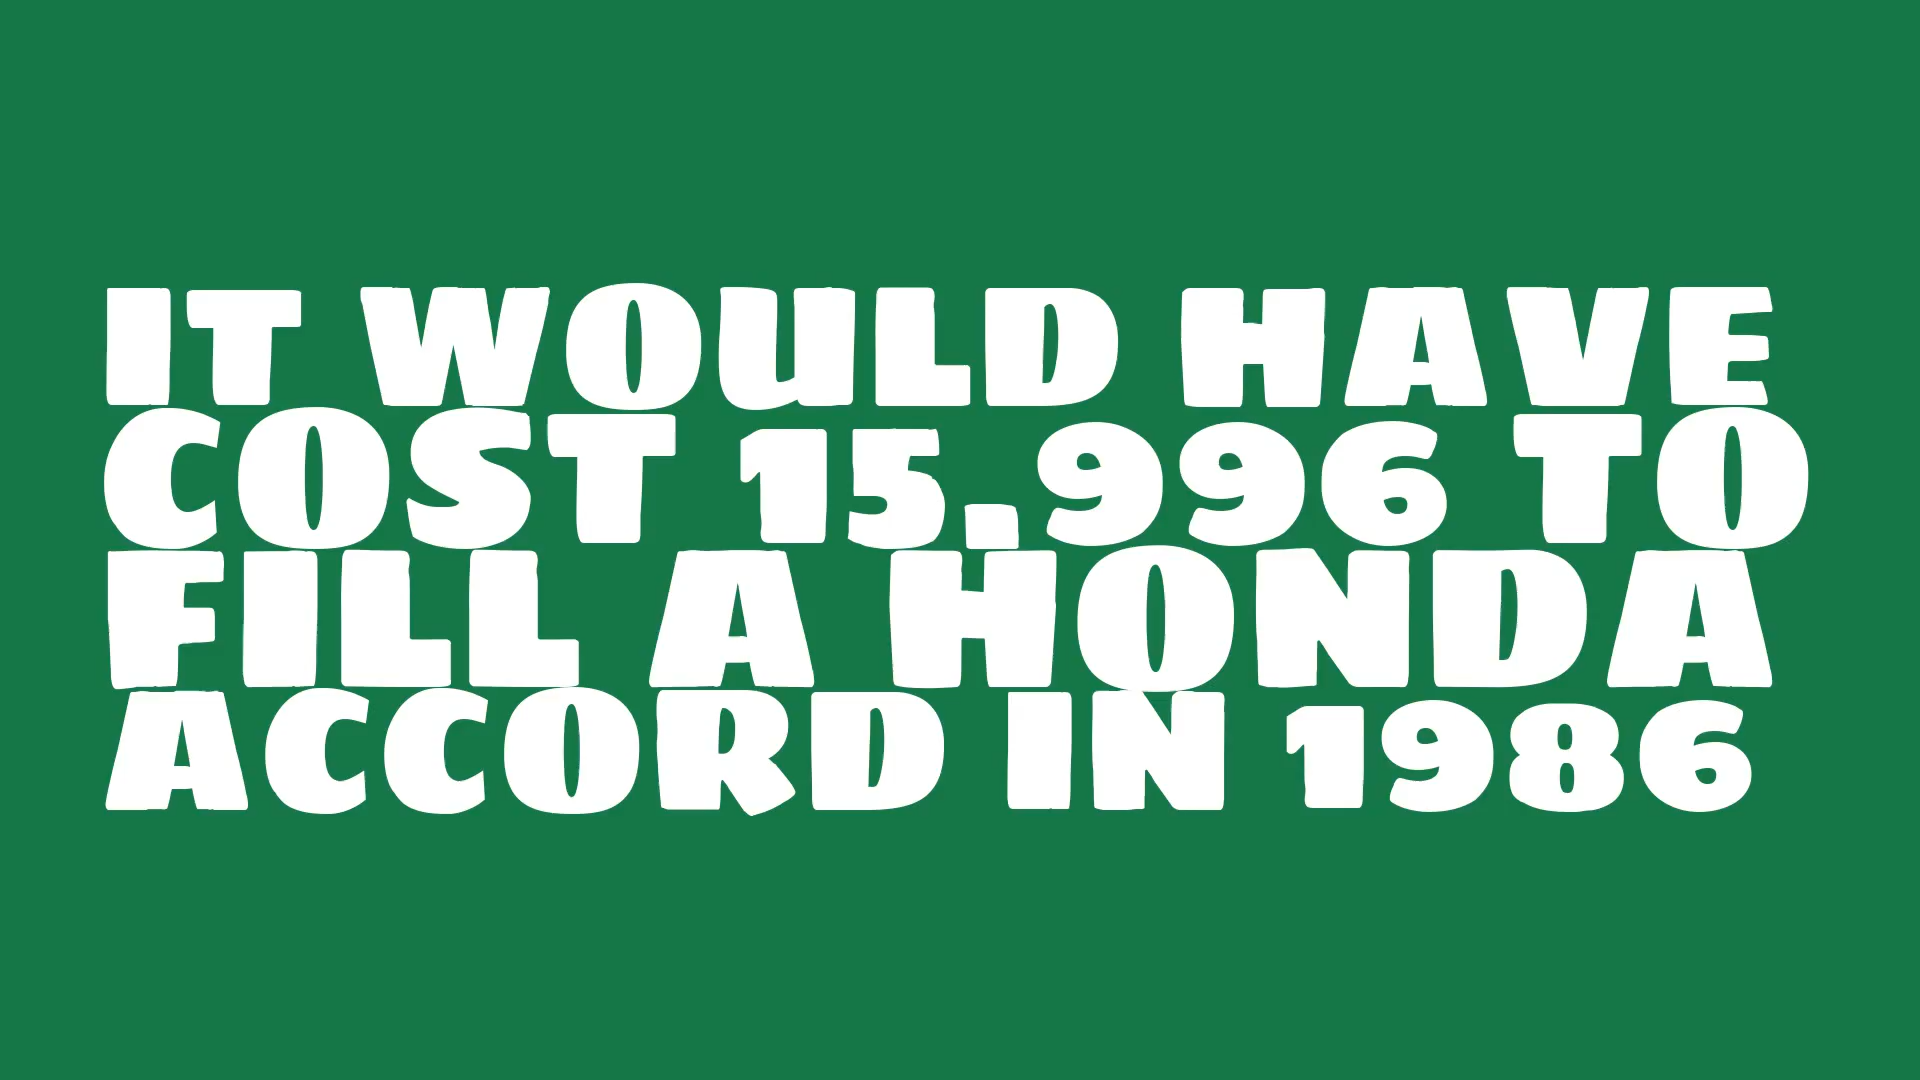 IT WOULD HAVE
COST 15.996 TO
FILL A HONDA
ACCORD IN 1986